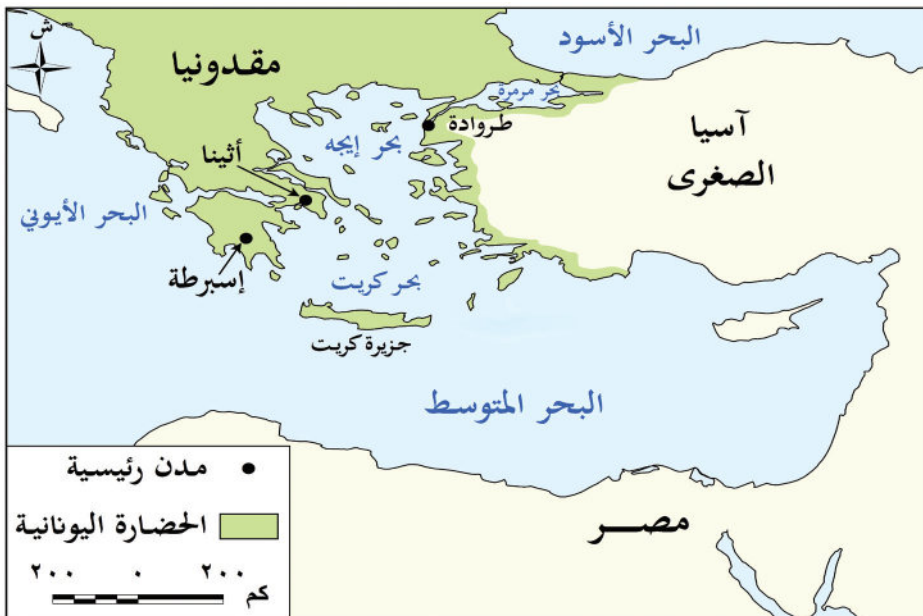 ش
مقدونيا
البحر الأسود
بحر مرمرة
طروادة
آسيا
الصغرى
بحر إيجه
أثينا
البحر الأيوني
إسبرطة
بحر كريت
جزيرة كريت
البحر المتوسط
مصر
مدن رئيسية
الحضارة اليونانية
٢٠٠ ٠ ٢٠٠ كم